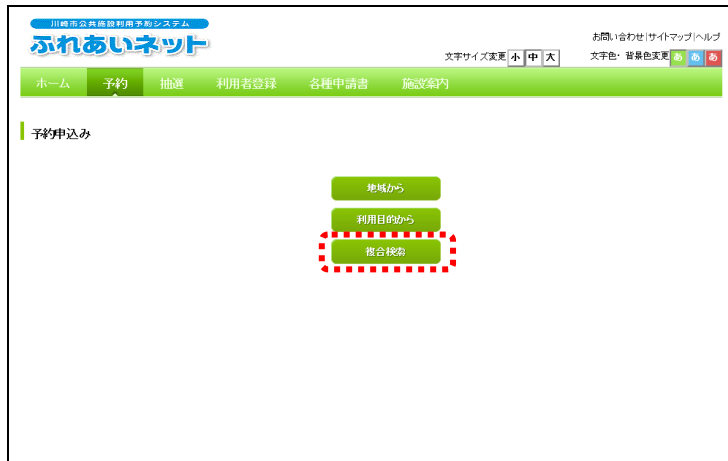 川崎市公共施設利用予約システム
ふれあいネット
お問い合わせ|サイトマップ|ヘルプ
文字サイズ変更 小 中 大 文字色・背景色変更 あ あ あ
ホーム 予約 抽選 利用者登録 各種申請書 施設案内
予約申込み
地域から
利用目的から
複合検索